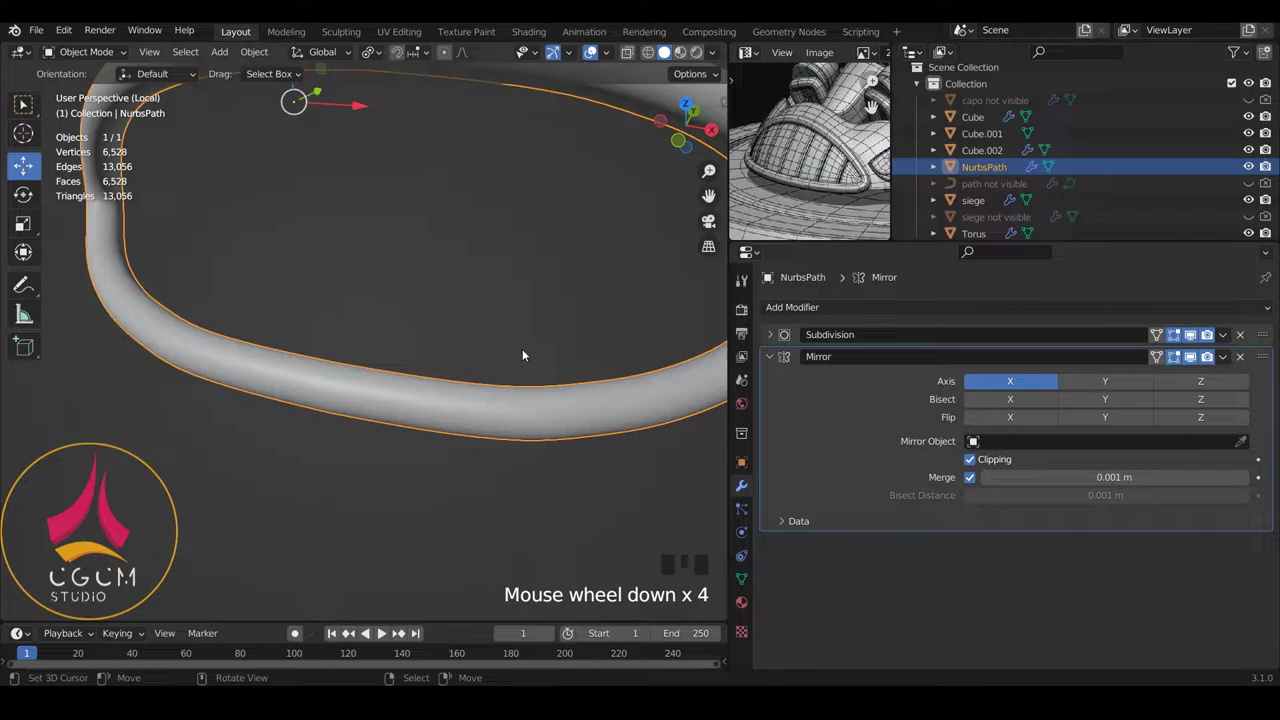 File Edit Render Window Help Layout Modeling Sculpting UV Editing Texture Paint Shading Animation Rendering Compositing Geometry Nodes Scripting Scene ViewLayer
Object Mode View Select Add Object Global View Image
Orientation: Default Drag: Select Box Options
Scene Collection
Collection
capo not visible
Cube
Cube.001
Cube.002
NurbsPath
path not visible
siege
siege not visible
Torus
User Perspective (Local)
(1) Collection | NurbsPath
Objects 1/1
Vertices 6,528
Edges 13,056
Faces 6,528
Triangles 13,056
Z
Y
X
NurbsPath > Mirror
Add Modifier
Subdivision
Mirror
Axis X Y Z
Bisect X Y Z
Flip X Y Z
Mirror Object
Clipping
Merge 0.001 m
Bisect Distance 0.001 m
Data
CGCM
STUDIO
Mouse wheel down x 4
Playback Keying View Marker 1 Start 1 End 250
1 20 40 60 80 100 120 140 160 180 200 220 240
Set 3D Cursor Move Rotate View Select Move 3.1.0